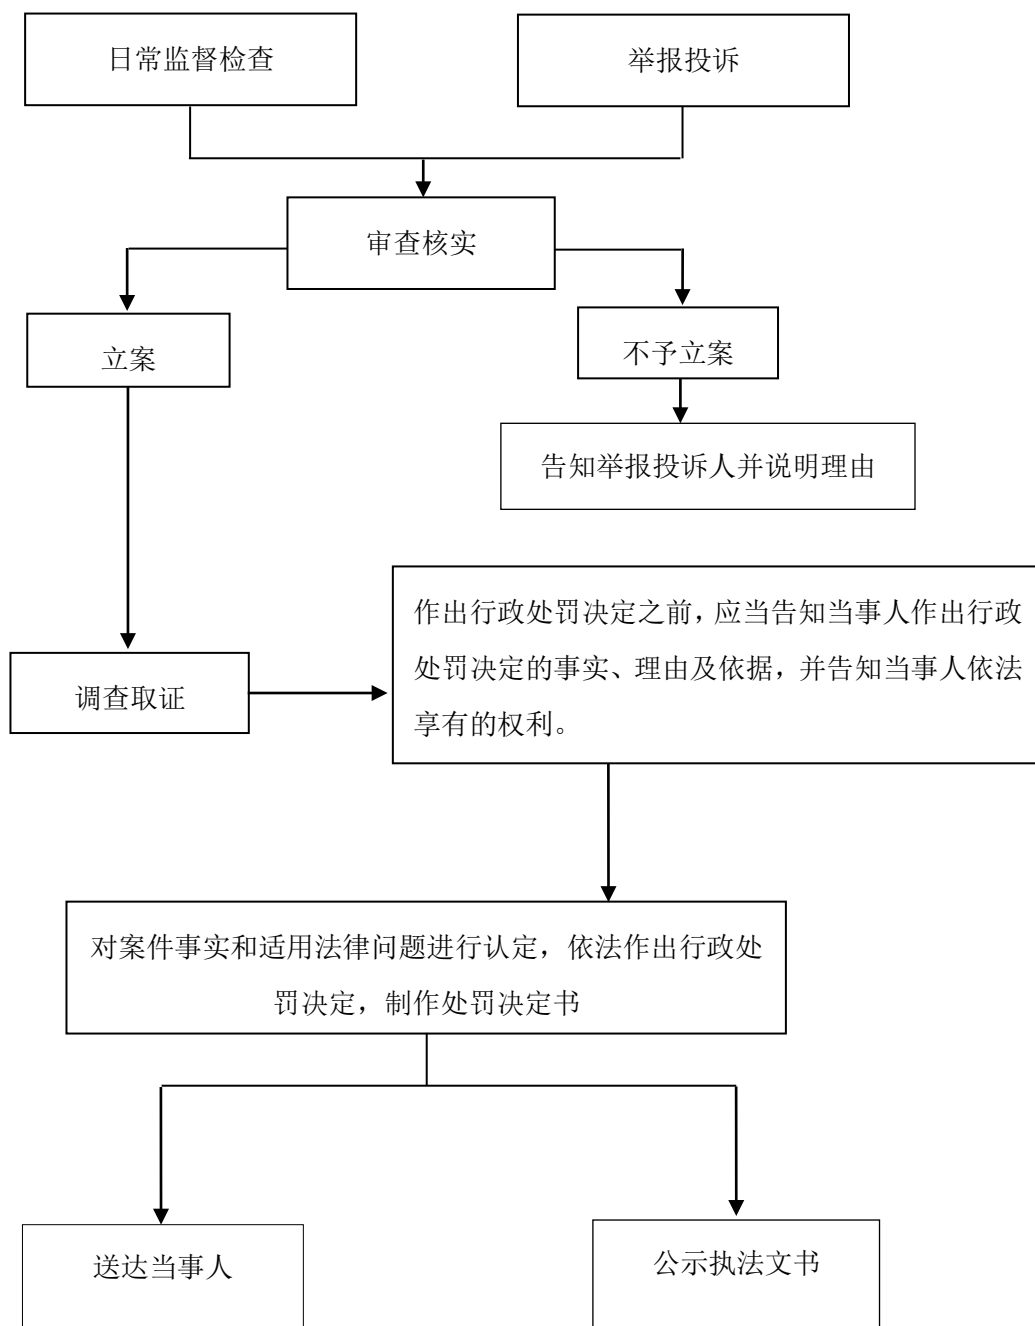 日常监督检查
举报投诉
审查核实
立案
不予立案
告知举报投诉人并说明理由
作出行政处罚决定之前，应当告知当事人作出行政
处罚决定的事实、理由及依据，并告知当事人依法
享有的权利。
调查取证
对案件事实和适用法律问题进行认定，依法作出行政处
罚决定，制作处罚决定书
送达当事人
公示执法文书